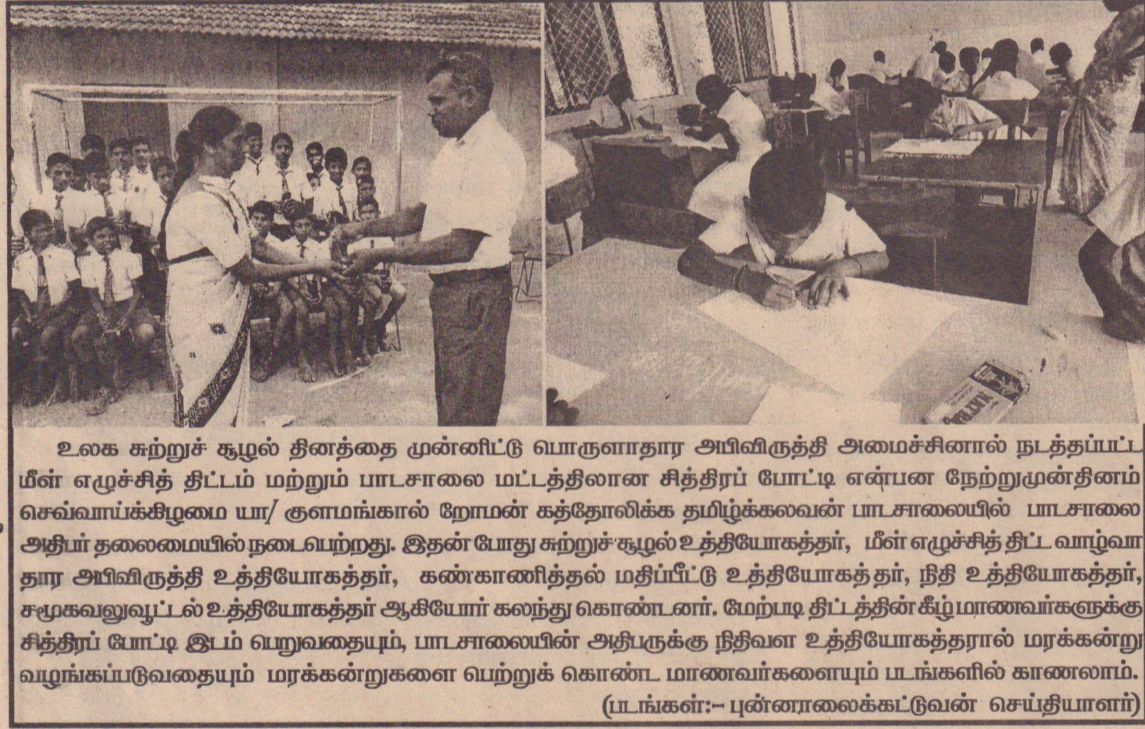 உலக சுற்றுச் சூழல் தினத்தை முன்னிட்டு பொருளாதார அபிவிருத்தி அமைச்சினால் நடத்தப்பட்ட
மீள் எழுச்சித் திட்டம் மற்றும் பாடசாலை மட்டத்திலான சித்திரப் போட்டி என்பன நேற்றுமுன்தினம்
செவ்வாய்க்கிழமை யா/ குளமங்கால் றோமன் கத்தோலிக்க தமிழ்க்கலவன் பாடசாலையில் பாடசாலை
அதிபர் தலைமையில் நடைபெற்றது. இதன் போது சுற்றுச் சூழல் உத்தியோகத்தர், மீள் எழுச்சித் திட்ட வாழ்வா
தார அபிவிருத்தி உத்தியோகத்தர், கண்காணித்தல் மதிப்பீட்டு உத்தியோகத்தர், நிதி உத்தியோகத்தர்,
சமூகவலுவூட்டல் உத்தியோகத்தர் ஆகியோர் கலந்து கொண்டனர். மேற்படி திட்டத்தின் கீழ் மாணவர்களுக்கு
சித்திரப் போட்டி இடம் பெறுவதையும், பாடசாலையின் அதிபருக்கு நிதிவள உத்தியோகத்தரால் மரக்கன்று
வழங்கப்படுவதையும் மரக்கன்றுகளை பெற்றுக் கொண்ட மாணவர்களையும் படங்களில் காணலாம்.
(படங்கள்:- புன்னாலைக்கட்டுவன் செய்தியாளர்)